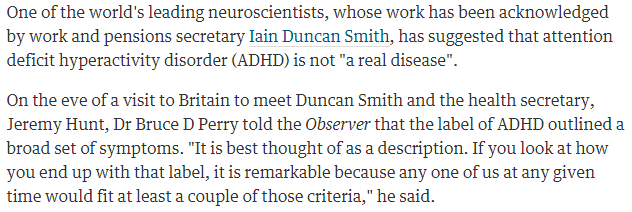 One of the world's leading neuroscientists, whose work has been acknowledged
by work and pensions secretary Iain Duncan Smith, has suggested that attention
deficit hyperactivity disorder (ADHD) is not "a real disease".
On the eve of a visit to Britain to meet Duncan Smith and the health secretary,
Jeremy Hunt, Dr Bruce D Perry told the Observer that the label of ADHD outlined a
broad set of symptoms. "It is best thought of as a description. If you look at how
you end up with that label, it is remarkable because any one of us at any given
time would fit at least a couple of those criteria," he said.